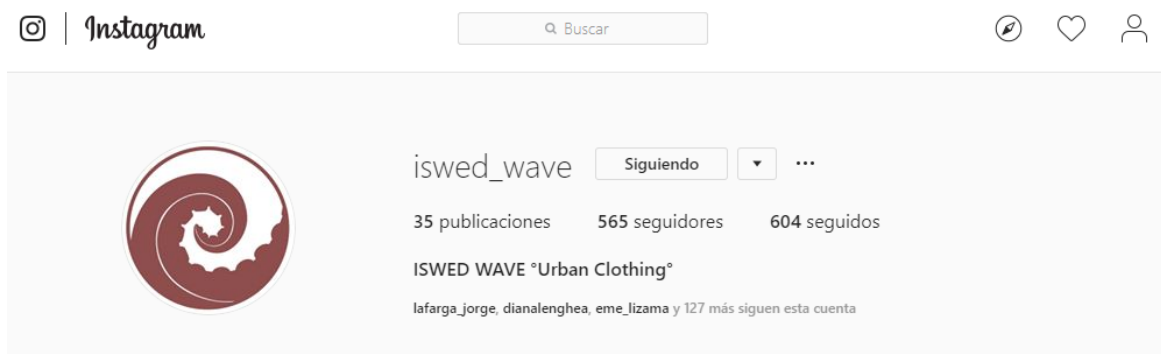 Instagram
Buscar
iswed_wave Siguiendo
35 publicaciones 565 seguidores 604 seguidos
ISWED WAVE °Urban Clothing°
lafarga_jorge, dianalenghea, eme_lizama y 127 más siguen esta cuenta